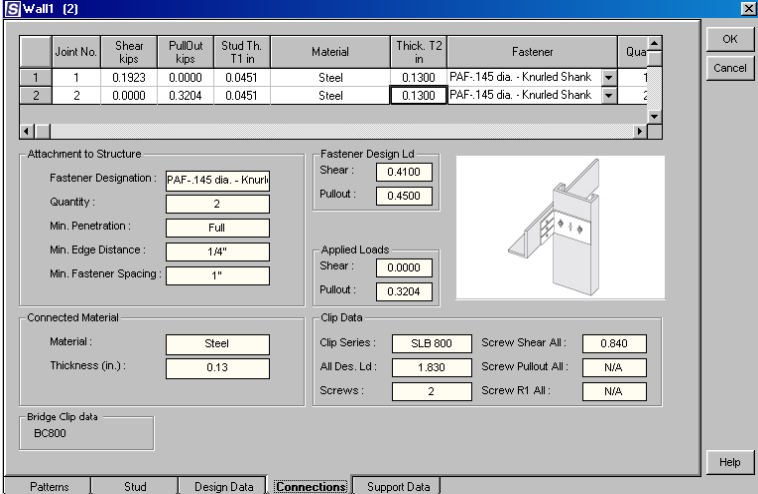 S Wall1 (2)
Joint No. Shear kips PullOut kips Stud Th. T1 in Material Thick. T2 in Fastener Qua
1 1 0.1923 0.0000 0.0451 Steel 0.1300 PAF-.145 dia. - Knurled Shank 1
2 2 0.0000 0.3204 0.0451 Steel 0.1300 PAF-.145 dia. - Knurled Shank 2
OK
Cancel
Attachment to Structure
Fastener Designation : PAF-.145 dia. - Knurl
Quantity : 2
Min. Penetration : Full
Min. Edge Distance : 1/4"
Min. Fastener Spacing : 1"
Fastener Design Ld
Shear : 0.4100
Pullout : 0.4500
Applied Loads
Shear : 0.0000
Pullout : 0.3204
Connected Material
Material : Steel
Thickness (in.) : 0.13
Clip Data
Clip Series : SLB 800 Screw Shear All : 0.840
All Des. Ld : 1.830 Screw Pullout All : N/A
Screws : 2 Screw R1 All : N/A
Bridge Clip data
BC800
Help
Patterns Stud Design Data Connections Support Data